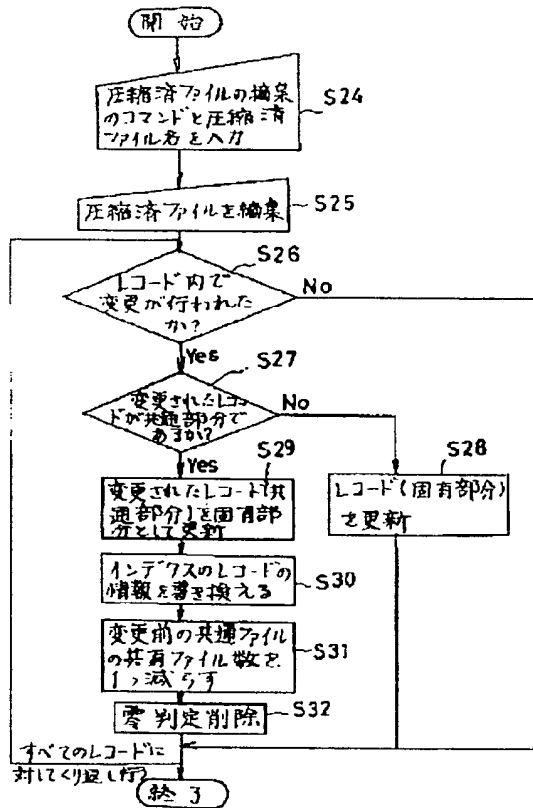 開始
圧縮済ファイルの編集
のコマンドと圧縮済
ファイル名を入力
S24
圧縮済ファイルを編集
S25
S26
レコード内で
変更が行われた
か?
No
Yes
S27
変更されたレコー
ドが共通部分で
あるか?
No
Yes
S29
S28
変更されたレコード(共
通部分)を固有部
分として更新
レコード(固有部分)
を更新
インデクスのレコードの
情報を書き換える
S30
変更前の共通ファイル
の共有ファイル数を
1つ減らす
S31
零判定削除
S32
すべてのレコードに
対してくり返し行う
終了